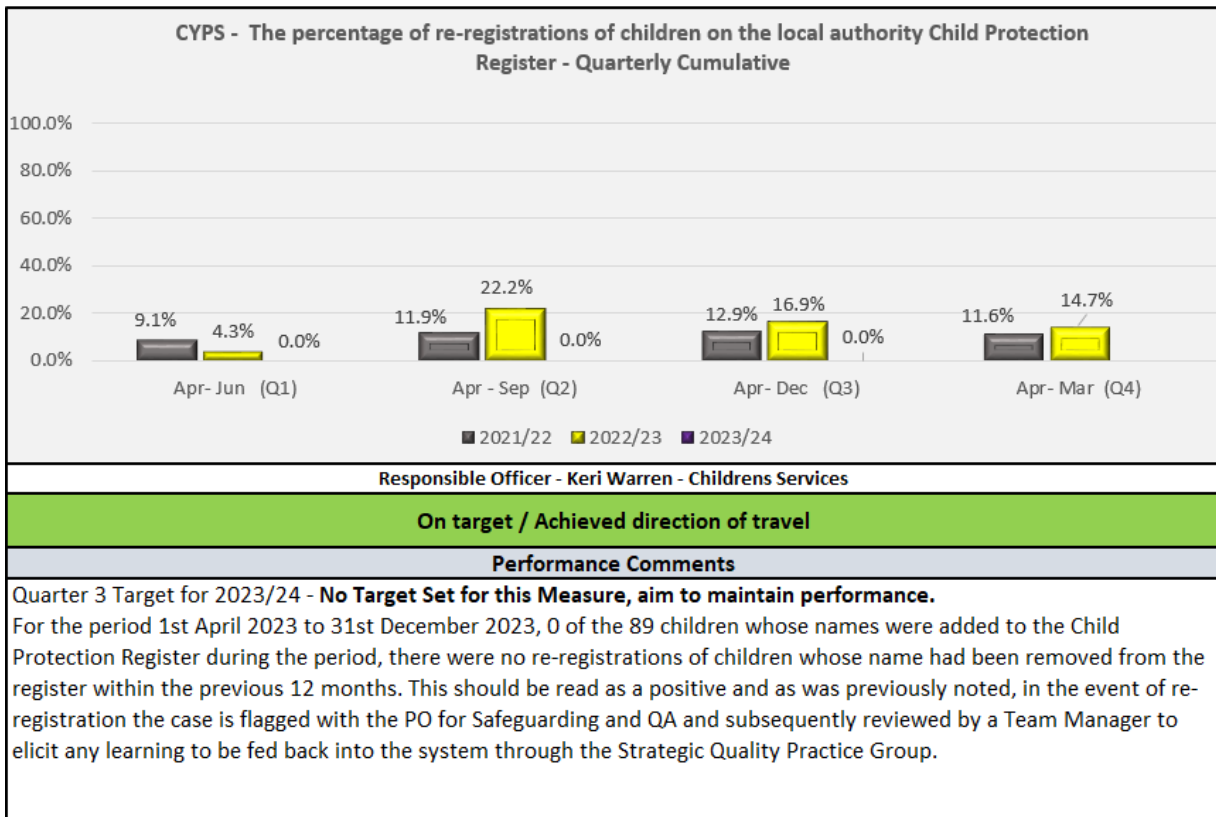 CYPS - The percentage of re-registrations of children on the local authority Child Protection
Register - Quarterly Cumulative
100.0%
80.0%
60.0%
40.0%
20.0%
0.0%
9.1%
4.3%
0.0%
11.9%
22.2%
0.0%
12.9%
16.9%
0.0%
11.6%
14.7%
Apr- Jun (Q1)
Apr - Sep (Q2)
Apr- Dec (Q3)
Apr- Mar (Q4)
2021/22 2022/23 2023/24
Responsible Officer - Keri Warren - Childrens Services
On target / Achieved direction of travel
Performance Comments
Quarter 3 Target for 2023/24 - No Target Set for this Measure, aim to maintain performance.
For the period 1st April 2023 to 31st December 2023, 0 of the 89 children whose names were added to the Child
Protection Register during the period, there were no re-registrations of children whose name had been removed from the
register within the previous 12 months. This should be read as a positive and as was previously noted, in the event of re-
registration the case is flagged with the PO for Safeguarding and QA and subsequently reviewed by a Team Manager to
elicit any learning to be fed back into the system through the Strategic Quality Practice Group.